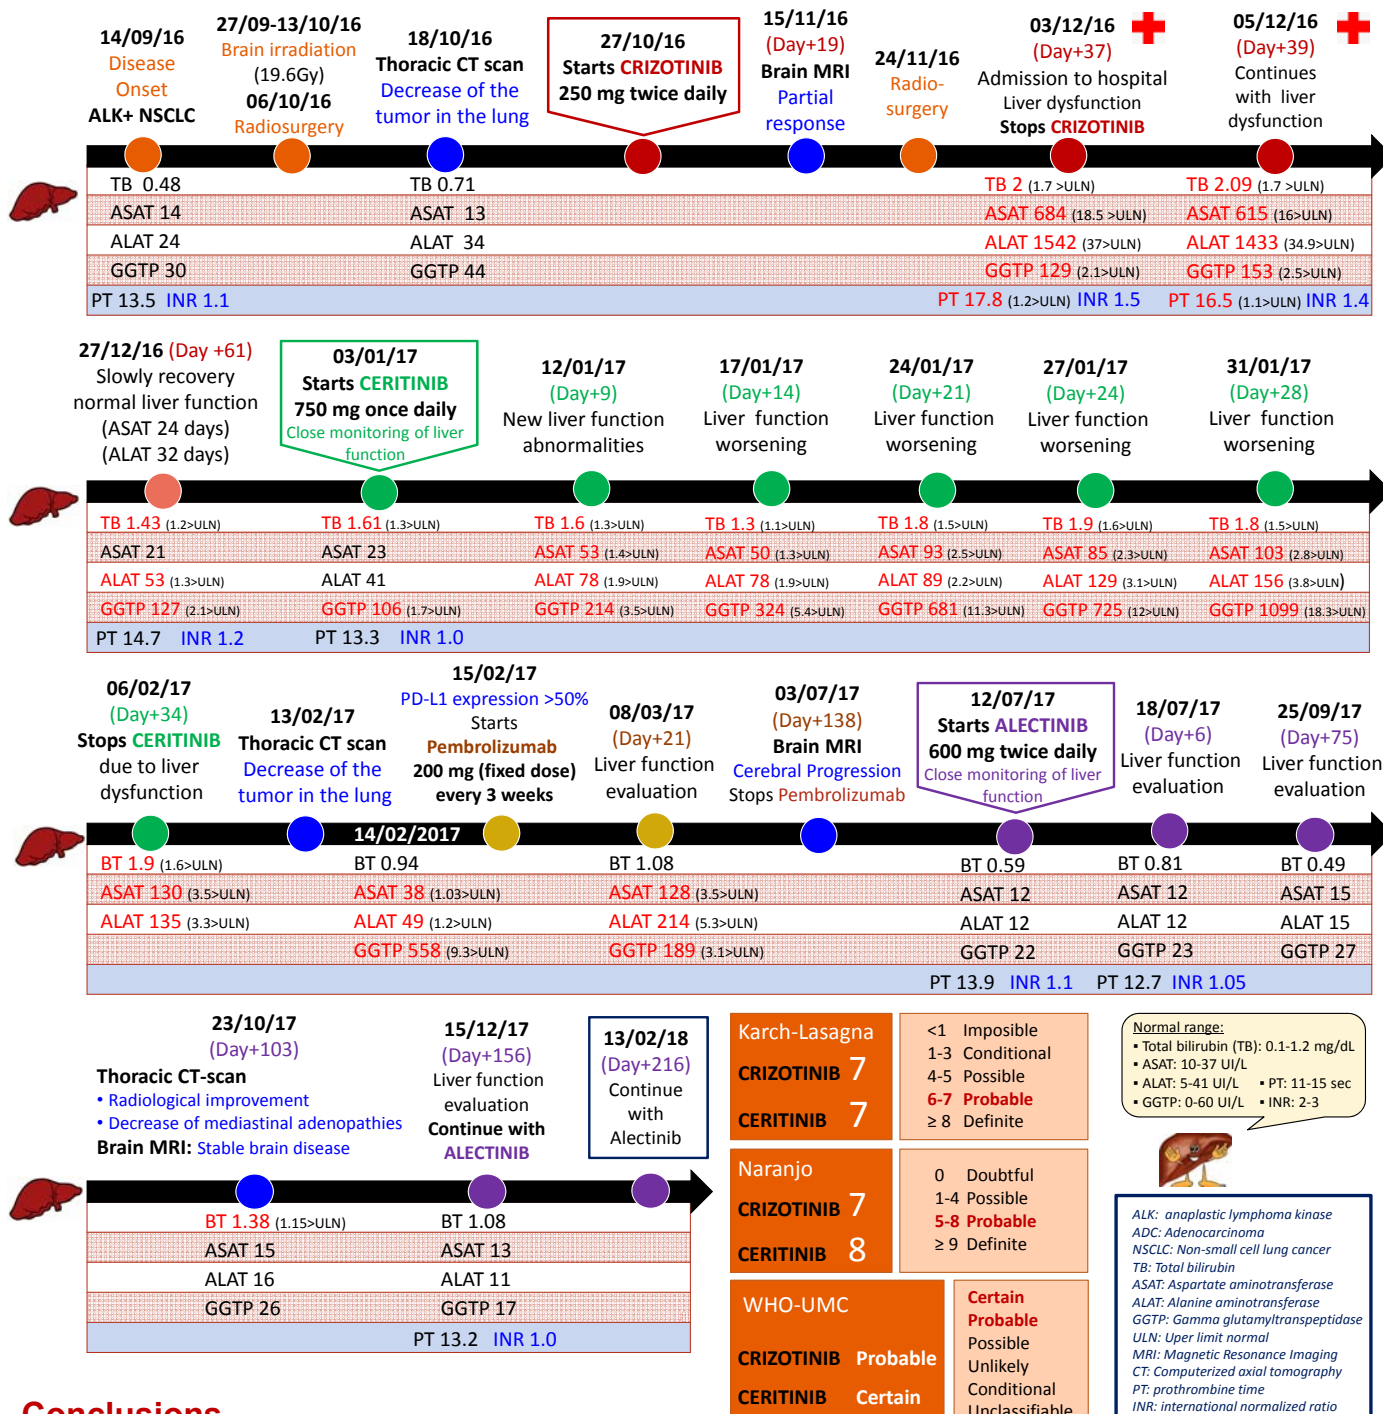 14/09/16
Disease
Onset
ALK+ NSCLC
27/09-13/10/16
Brain irradiation
(19.6Gy)
06/10/16
Radiosurgery
18/10/16
Thoracic CT scan
Decrease of the
tumor in the lung
27/10/16
Starts CRIZOTINIB
250 mg twice daily
15/11/16
(Day+19)
Brain MRI
Partial
response
24/11/16
Radio-
surgery
03/12/16
(Day+37)
Admission to hospital
Liver dysfunction
Stops CRIZOTINIB
05/12/16
(Day+39)
Continues
with liver
dysfunction
TB 0.48
ASAT 14
ALAT 24
GGTP 30
PT 13.5 INR 1.1
TB 0.71
ASAT 13
ALAT 34
GGTP 44
TB 2 (1.7 >ULN)
ASAT 684 (18.5 >ULN)
ALAT 1542 (37>ULN)
GGTP 129 (2.1>ULN)
PT 17.8 (1.2>ULN) INR 1.5
TB 2.09 (1.7 >ULN)
ASAT 615 (16>ULN)
ALAT 1433 (34.9>ULN)
GGTP 153 (2.5>ULN)
PT 16.5 (1.1>ULN) INR 1.4
27/12/16 (Day +61)
Slowly recovery
normal liver function
(ASAT 24 days)
(ALAT 32 days)
03/01/17
Starts CERITINIB
750 mg once daily
Close monitoring of liver
function
12/01/17
(Day+9)
New liver function
abnormalities
17/01/17
(Day+14)
Liver function
worsening
24/01/17
(Day+21)
Liver function
worsening
27/01/17
(Day+24)
Liver function
worsening
31/01/17
(Day+28)
Liver function
worsening
TB 1.43 (1.2>ULN)
ASAT 21
ALAT 53 (1.3>ULN)
GGTP 127 (2.1>ULN)
PT 14.7 INR 1.2
TB 1.61 (1.3>ULN)
ASAT 23
ALAT 41
GGTP 106 (1.7>ULN)
PT 13.3 INR 1.0
TB 1.6 (1.3>ULN)
ASAT 53 (1.4>ULN)
ALAT 78 (1.9>ULN)
GGTP 214 (3.5>ULN)
TB 1.3 (1.1>ULN)
ASAT 50 (1.3>ULN)
ALAT 78 (1.9>ULN)
GGTP 324 (5.4>ULN)
TB 1.8 (1.5>ULN)
ASAT 93 (2.5>ULN)
ALAT 89 (2.2>ULN)
GGTP 681 (11.3>ULN)
TB 1.9 (1.6>ULN)
ASAT 85 (2.3>ULN)
ALAT 129 (3.1>ULN)
GGTP 725 (12>ULN)
TB 1.8 (1.5>ULN)
ASAT 103 (2.8>ULN)
ALAT 156 (3.8>ULN)
GGTP 1099 (18.3>ULN)
06/02/17
(Day+34)
Stops CERITINIB
due to liver
dysfunction
13/02/17
Thoracic CT scan
Decrease of the
tumor in the lung
15/02/17
PD-L1 expression >50%
Starts
Pembrolizumab
200 mg (fixed dose)
every 3 weeks
08/03/17
(Day+21)
Liver function
evaluation
03/07/17
(Day+138)
Brain MRI
Cerebral Progression
Stops Pembrolizumab
12/07/17
Starts ALECTINIB
600 mg twice daily
Close monitoring of liver
function
18/07/17
(Day+6)
Liver function
evaluation
25/09/17
(Day+75)
Liver function
evaluation
14/02/2017
BT 1.9 (1.6>ULN)
ASAT 130 (3.5>ULN)
ALAT 135 (3.3>ULN)
BT 0.94
ASAT 38 (1.03>ULN)
ALAT 49 (1.2>ULN)
GGTP 558 (9.3>ULN)
BT 1.08
ASAT 128 (3.5>ULN)
ALAT 214 (5.3>ULN)
GGTP 189 (3.1>ULN)
BT 0.59
ASAT 12
ALAT 12
GGTP 22
PT 13.9 INR 1.1
BT 0.81
ASAT 12
ALAT 12
GGTP 23
PT 12.7 INR 1.05
BT 0.49
ASAT 15
ALAT 15
GGTP 27
23/10/17
(Day+103)
Thoracic CT-scan
• Radiological improvement
• Decrease of mediastinal adenopathies
Brain MRI: Stable brain disease
15/12/17
(Day+156)
Liver function
evaluation
Continue with
ALECTINIB
13/02/18
(Day+216)
Continue
with
Alectinib
BT 1.38 (1.15>ULN)
ASAT 15
ALAT 16
GGTP 26
BT 1.08
ASAT 13
ALAT 11
GGTP 17
PT 13.2 INR 1.0
Karch-Lasagna
CRIZOTINIB 7
CERITINIB 7
<1 Imposible
1-3 Conditional
4-5 Possible
6-7 Probable
≥ 8 Definite
Naranjo
CRIZOTINIB 7
CERITINIB 8
0 Doubtful
1-4 Possible
5-8 Probable
≥ 9 Definite
WHO-UMC
CRIZOTINIB Probable
CERITINIB Certain
Certain
Probable
Possible
Unlikely
Conditional
Unclassifiable
Normal range:
▪ Total bilirubin (TB): 0.1-1.2 mg/dL
▪ ASAT: 10-37 UI/L
▪ ALAT: 5-41 UI/L ▪ PT: 11-15 sec
▪ GGTP: 0-60 UI/L ▪ INR: 2-3
ALK: anaplastic lymphoma kinase
ADC: Adenocarcinoma
NSCLC: Non-small cell lung cancer
TB: Total bilirubin
ASAT: Aspartate aminotransferase
ALAT: Alanine aminotransferase
GGTP: Gamma glutamyltranspeptidase
ULN: Uper limit normal
MRI: Magnetic Resonance Imaging
CT: Computerized axial tomography
PT: prothrombine time
INR: international normalized ratio
Conclusions